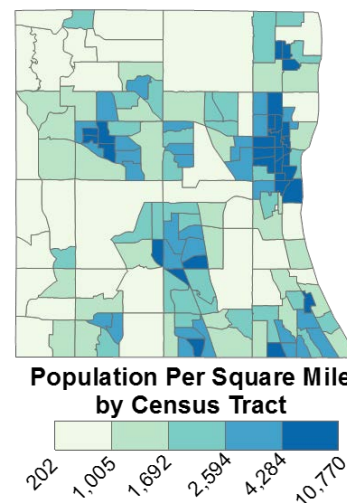 Population Per Square Mile
by Census Tract
202 1,005 1,692 2,594 4,284 10,770